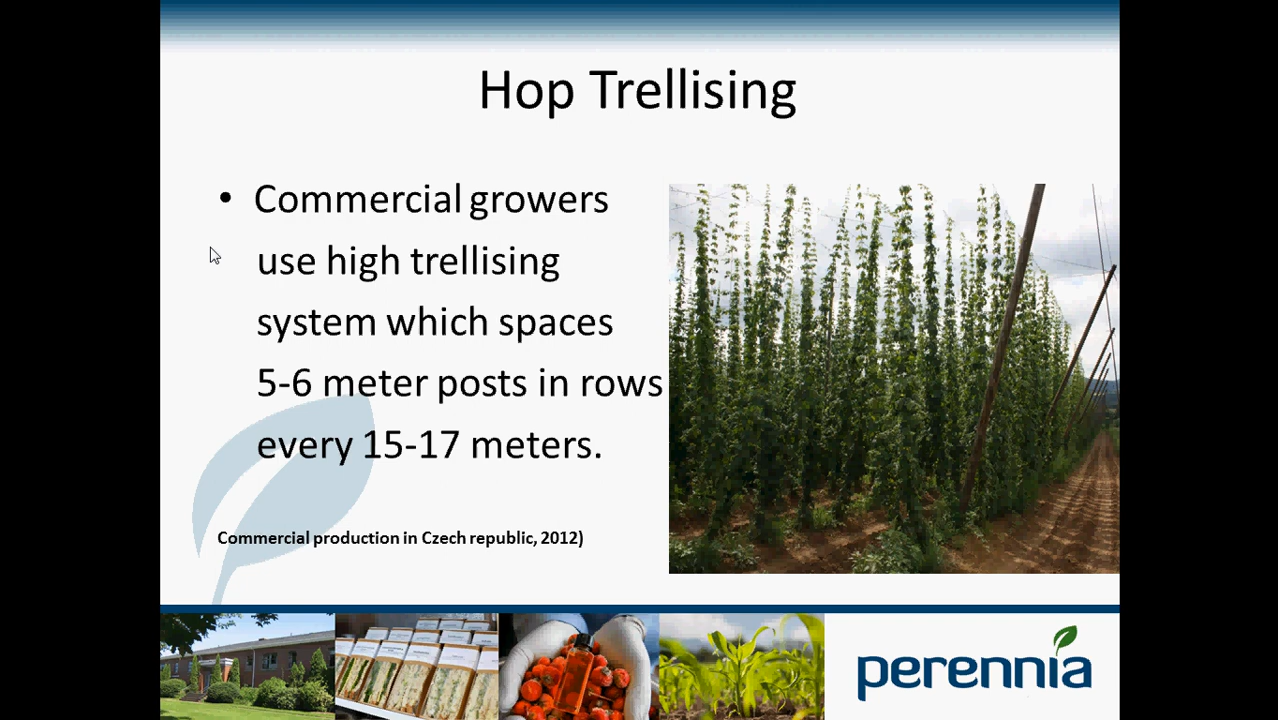 Hop Trellising
• Commercial growers
use high trellising
system which spaces
5-6 meter posts in rows
every 15-17 meters.
Commercial production in Czech republic, 2012)
perennia